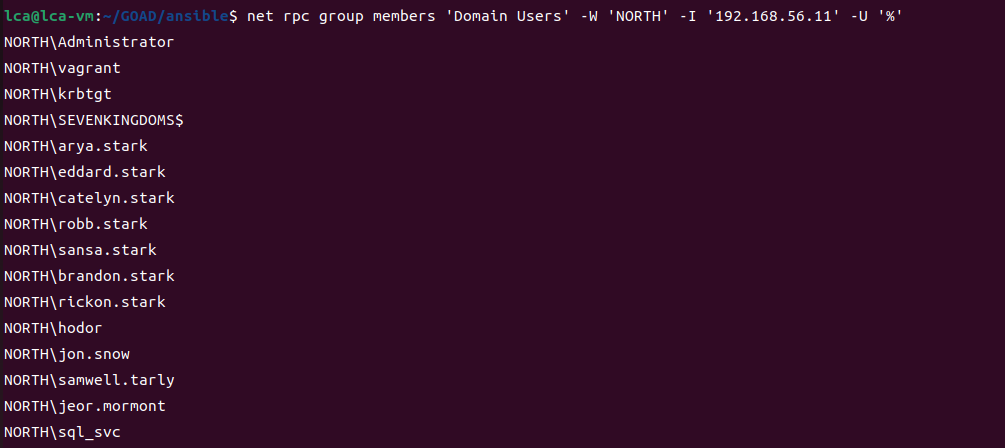 lca@lca-vm:~/GOAD/ansible$ net rpc group members 'Domain Users' -W 'NORTH' -I '192.168.56.11' -U '%'
NORTH\Administrator
NORTH\vagrant
NORTH\krbtgt
NORTH\SEVENKINGDOMS$
NORTH\arya.stark
NORTH\eddard.stark
NORTH\catelyn.stark
NORTH\robb.stark
NORTH\sansa.stark
NORTH\brandon.stark
NORTH\rickon.stark
NORTH\hodor
NORTH\jon.snow
NORTH\samwell.tarly
NORTH\jeor.mormont
NORTH\sql_svc